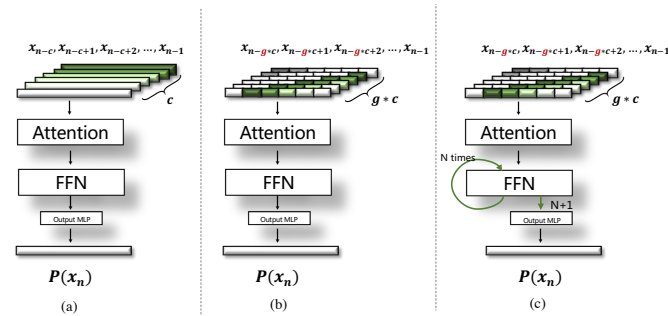 x_{n-c}, x_{n-c+1}, x_{n-c+2}, ..., x_{n-1}
c
Attention
FFN
Output MLP
P(x_n)
(a)
x_{n-g*c}, x_{n-g*c+1}, x_{n-g*c+2}, ..., x_{n-1}
g * c
Attention
FFN
Output MLP
P(x_n)
(b)
x_{n-g*c}, x_{n-g*c+1}, x_{n-g*c+2}, ..., x_{n-1}
g * c
Attention
N times
FFN
N+1
Output MLP
P(x_n)
(c)